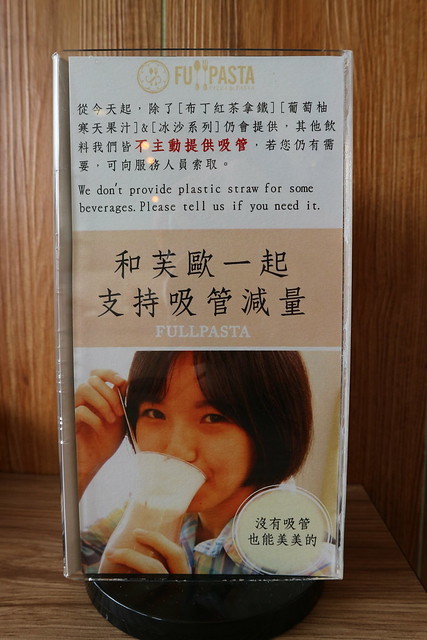 FULLPASTA
從今天起，除了[布丁紅茶拿鐵][葡萄柚
寒天果汁]&[冰沙系列]仍會提供，其他飲
料我們皆不主動提供吸管，若您仍有需
要，可向服務人員索取。
We don't provide plastic straw for some
beverages. Please tell us if you need it.
和芙歐一起
支持吸管減量
FULLPASTA
沒有吸管
也能美美的